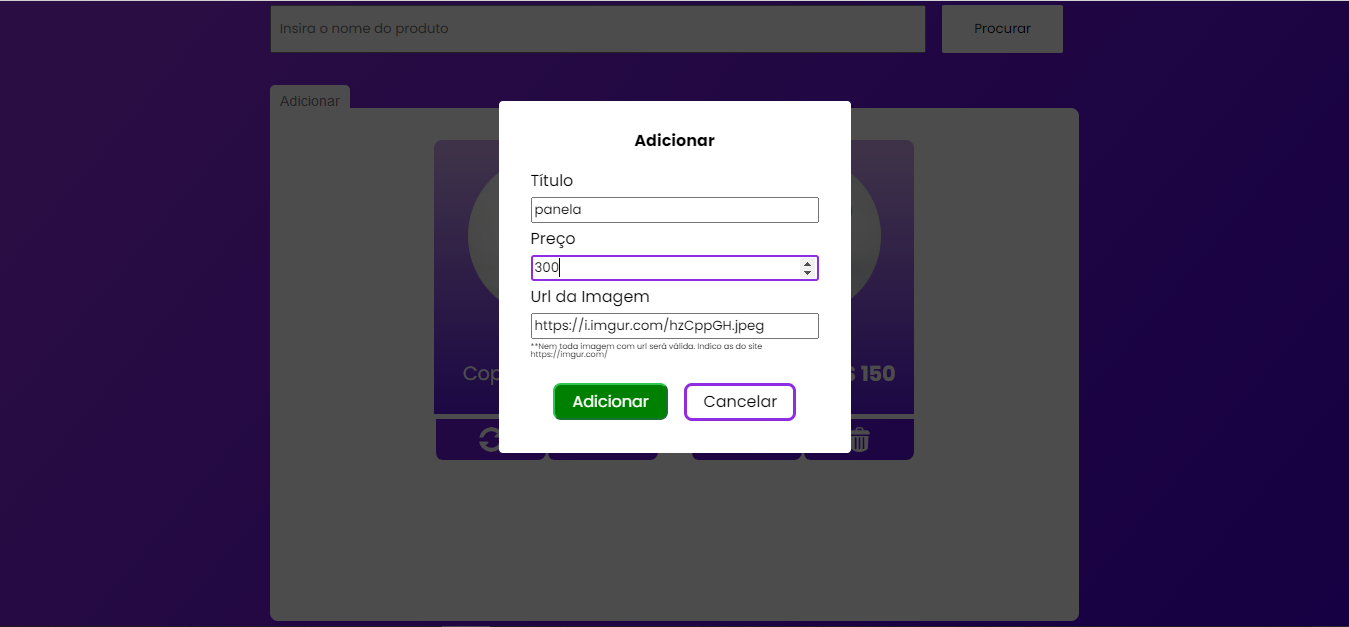 Insira o nome do produto
Procurar
Adicionar
Adicionar
Título
panela
Preço
300
Url da Imagem
https://i.imgur.com/hzCppGH.jpeg
**Nem toda imagem com url será válida. Indico as do site
https://imgur.com/
Cop
$ 150
Adicionar
Cancelar